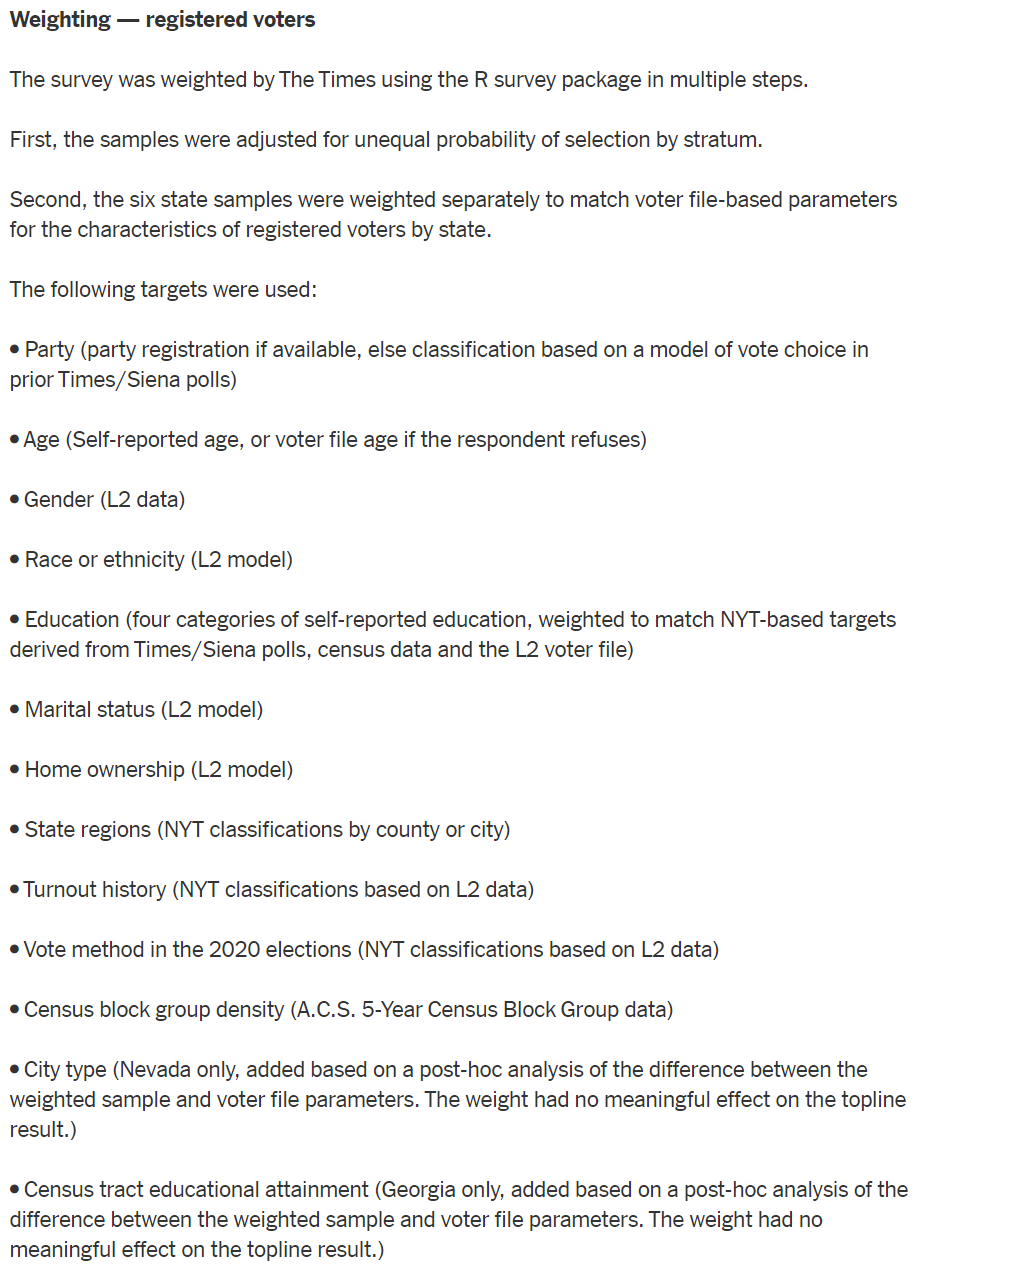 Weighting — registered voters
The survey was weighted by The Times using the R survey package in multiple steps.
First, the samples were adjusted for unequal probability of selection by stratum.
Second, the six state samples were weighted separately to match voter file-based parameters
for the characteristics of registered voters by state.
The following targets were used:
• Party (party registration if available, else classification based on a model of vote choice in
prior Times/Siena polls)
• Age (Self-reported age, or voter file age if the respondent refuses)
• Gender (L2 data)
• Race or ethnicity (L2 model)
• Education (four categories of self-reported education, weighted to match NYT-based targets
derived from Times/Siena polls, census data and the L2 voter file)
• Marital status (L2 model)
• Home ownership (L2 model)
• State regions (NYT classifications by county or city)
• Turnout history (NYT classifications based on L2 data)
• Vote method in the 2020 elections (NYT classifications based on L2 data)
• Census block group density (A.C.S. 5-Year Census Block Group data)
• City type (Nevada only, added based on a post-hoc analysis of the difference between the
weighted sample and voter file parameters. The weight had no meaningful effect on the topline
result.)
• Census tract educational attainment (Georgia only, added based on a post-hoc analysis of the
difference between the weighted sample and voter file parameters. The weight had no
meaningful effect on the topline result.)